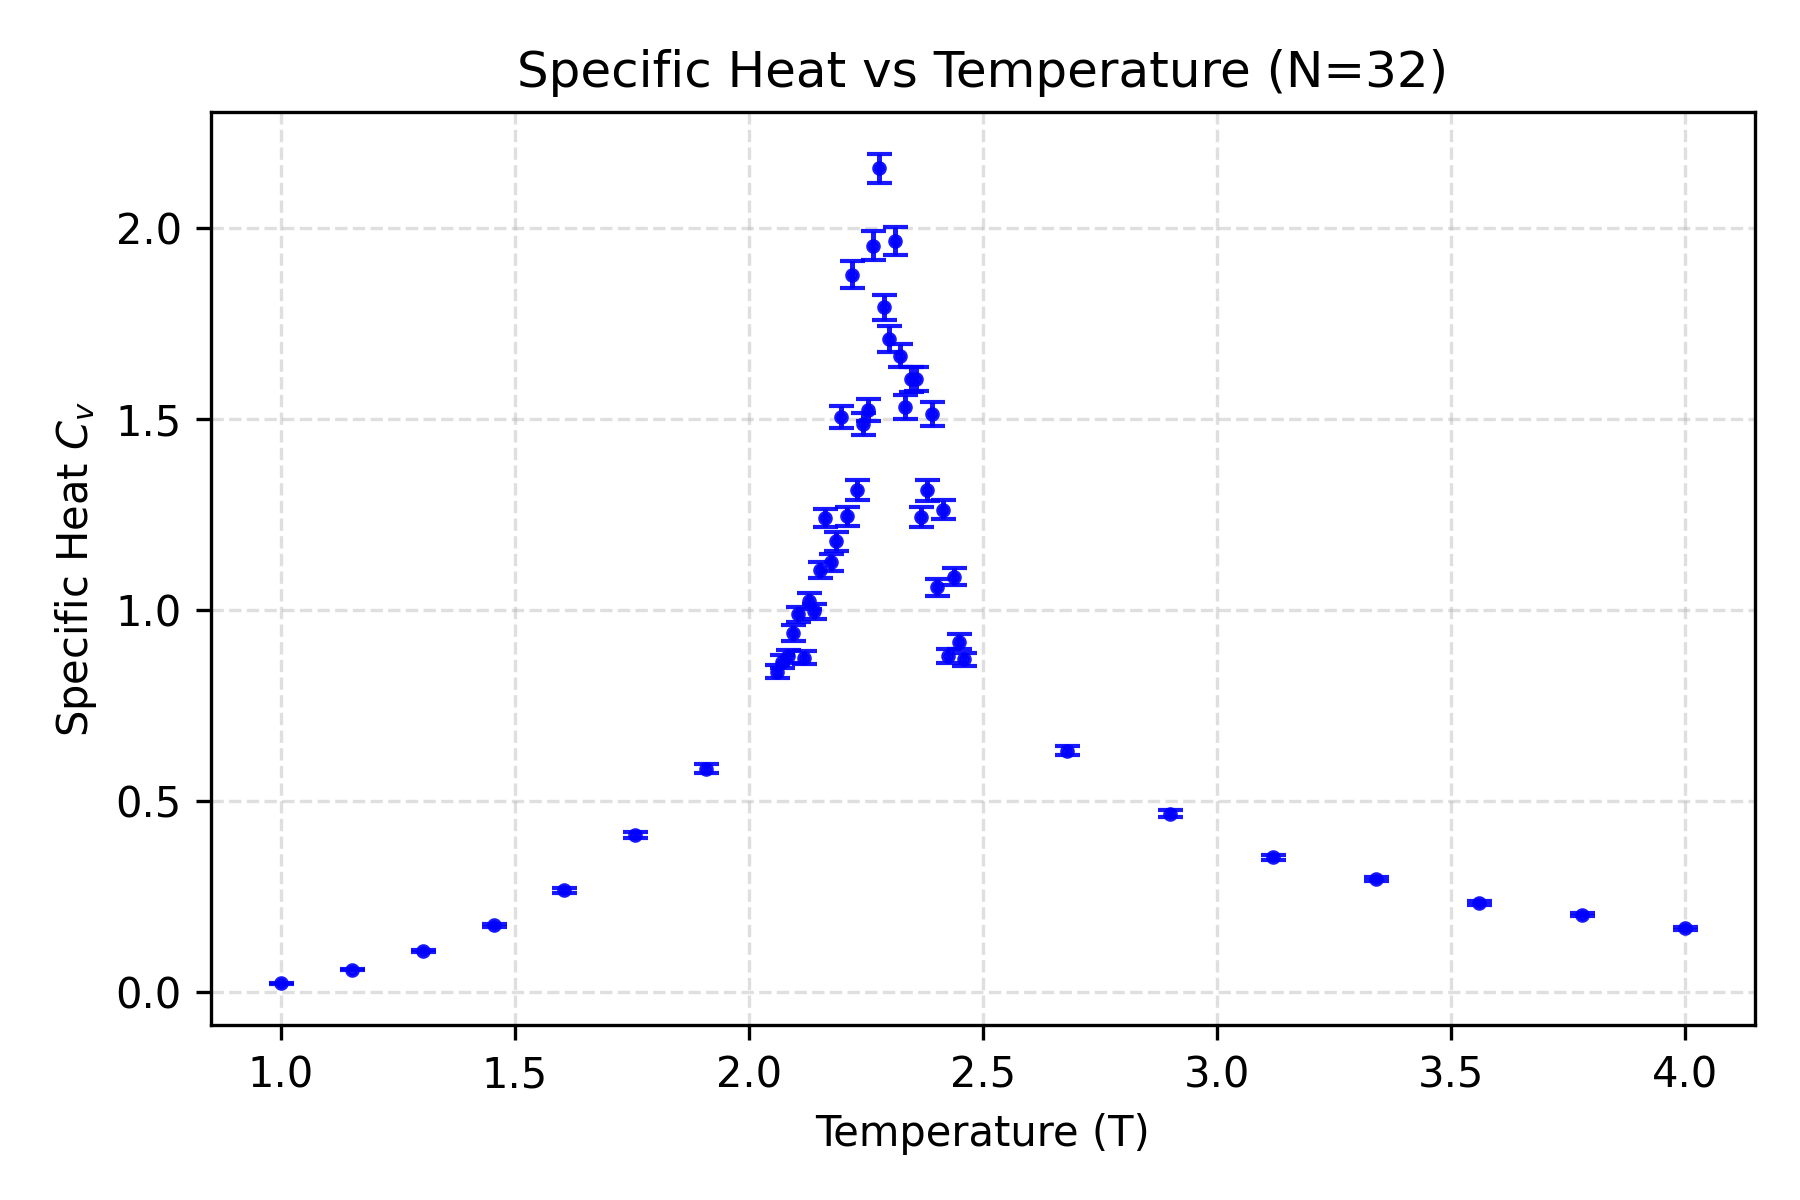 Specific Heat vs Temperature (N=32)
Specific Heat Cᵥ
2.0
1.5
1.0
0.5
0.0
1.0 1.5 2.0 2.5 3.0 3.5 4.0
Temperature (T)